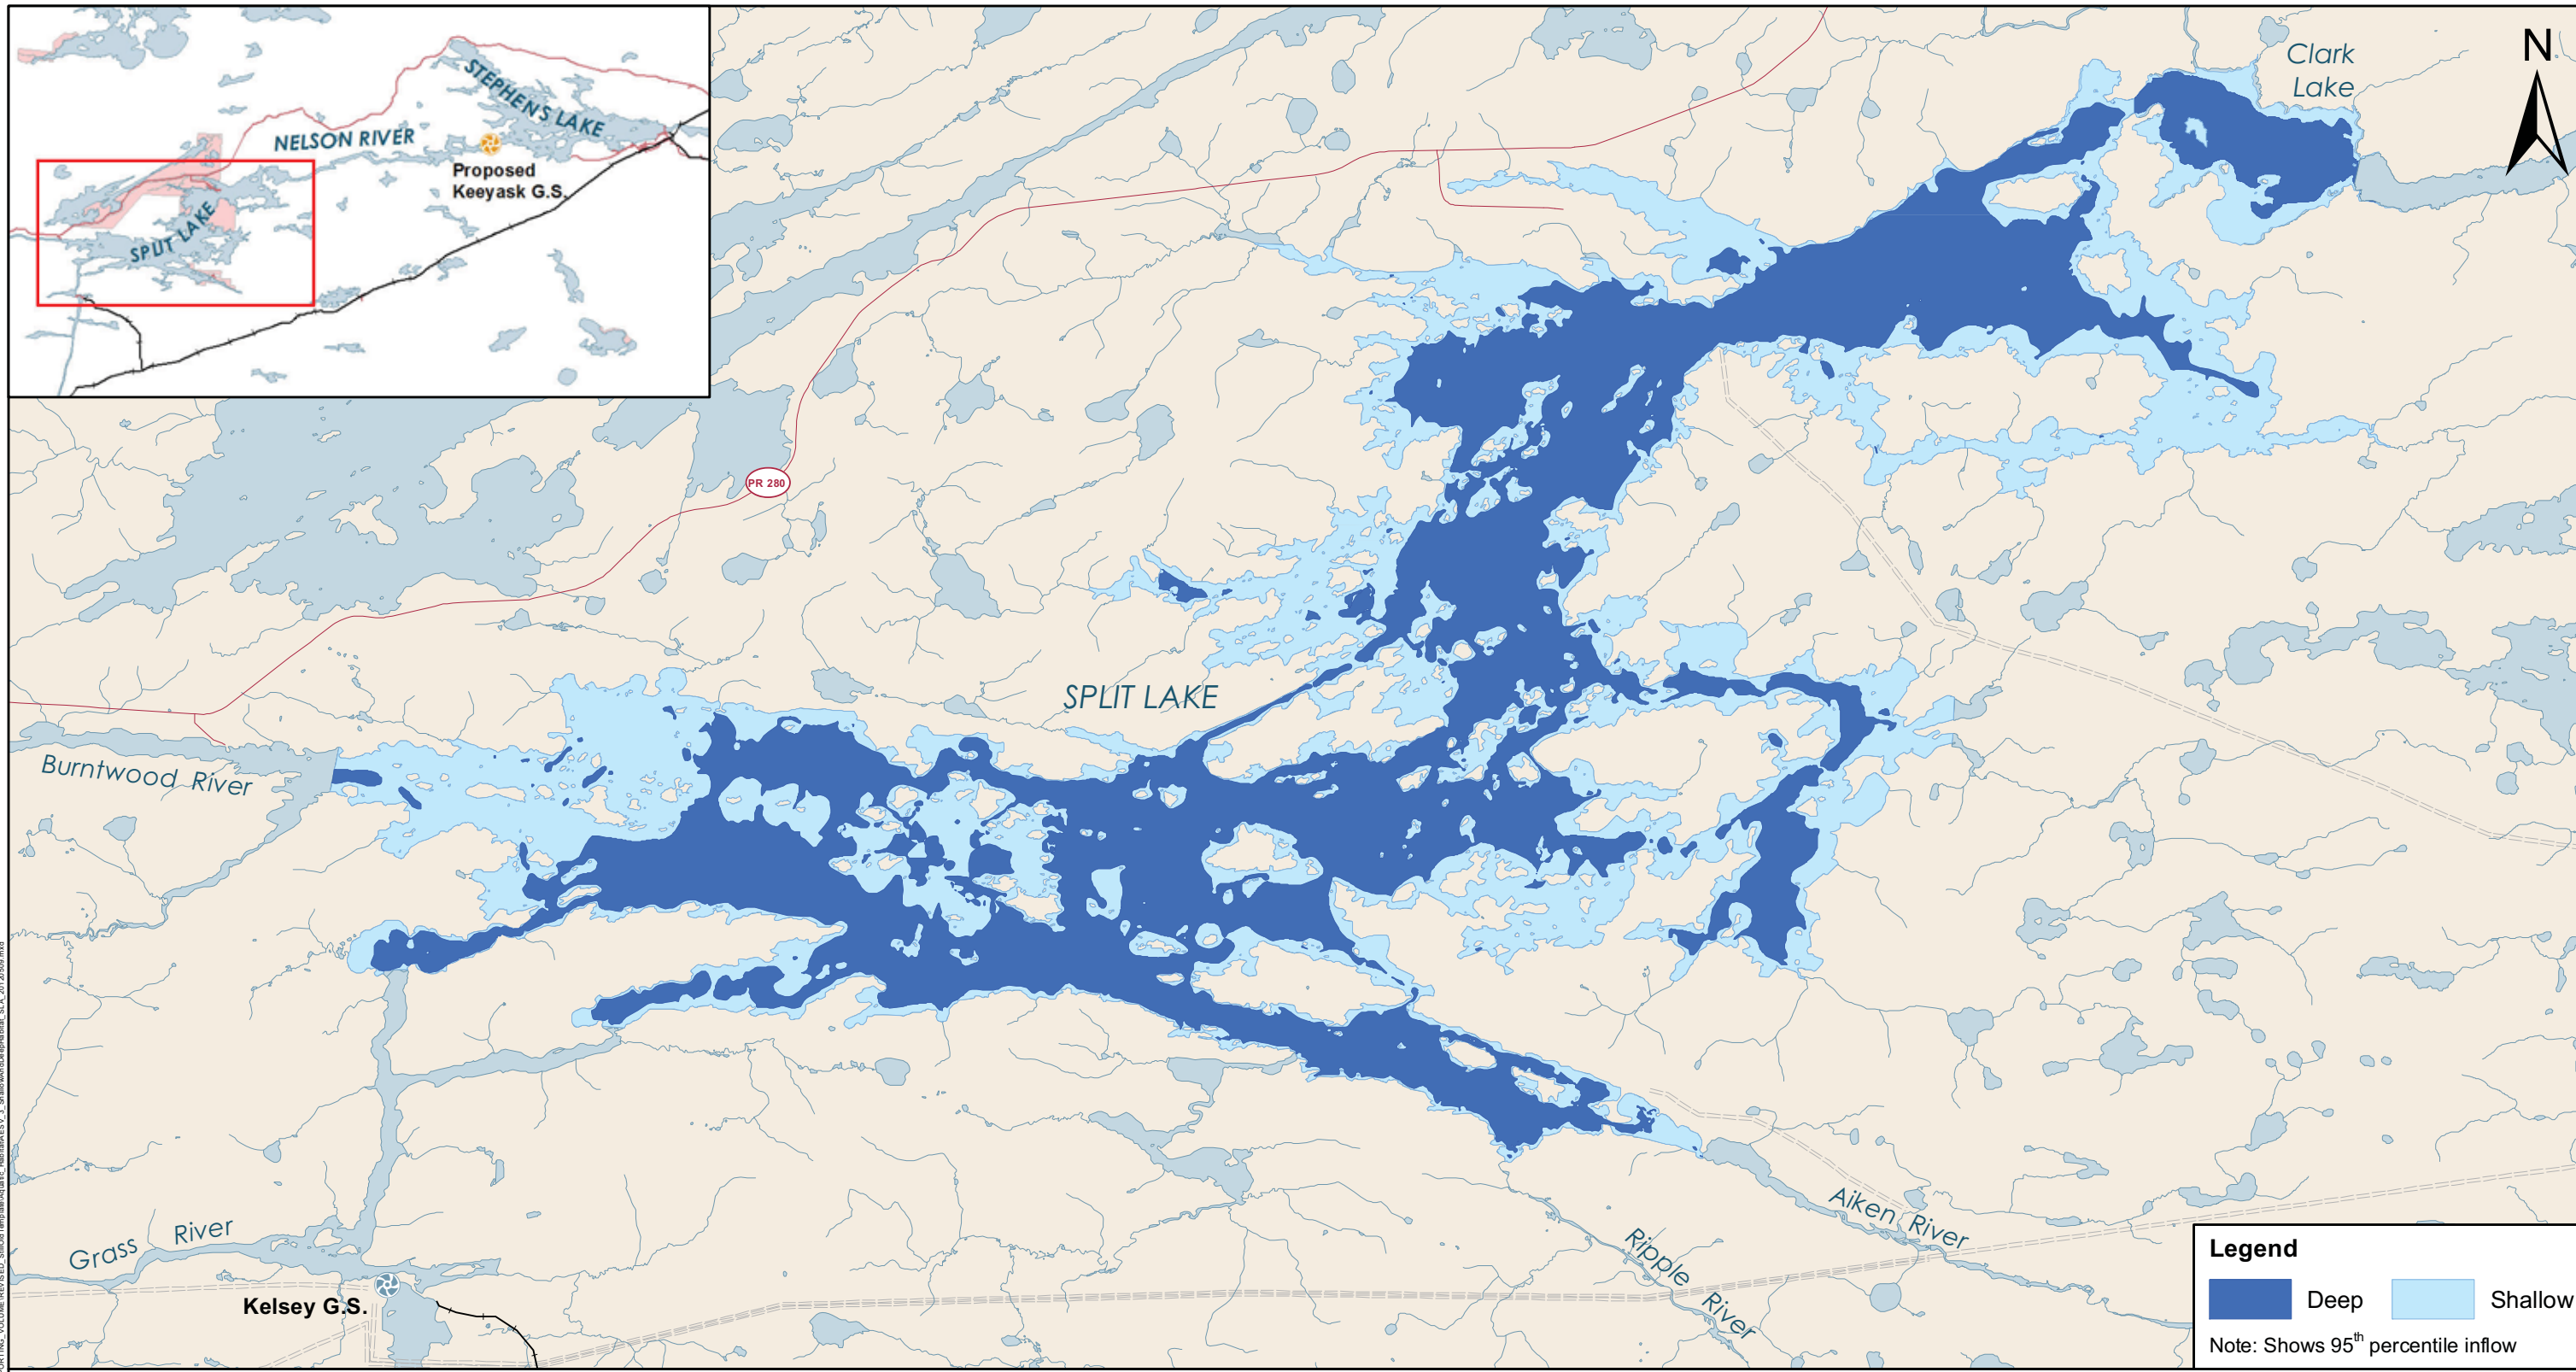 STEPHENS LAKE
NELSON RIVER
Proposed
Keeyask G.S.
SPLIT LAKE
Clark
Lake
N
PR 280
SPLIT LAKE
Burntwood River
Grass River
Kelsey G.S.
Aiken River
Ripple
River
Legend
Deep
Shallow
Note: Shows 95th percentile inflow